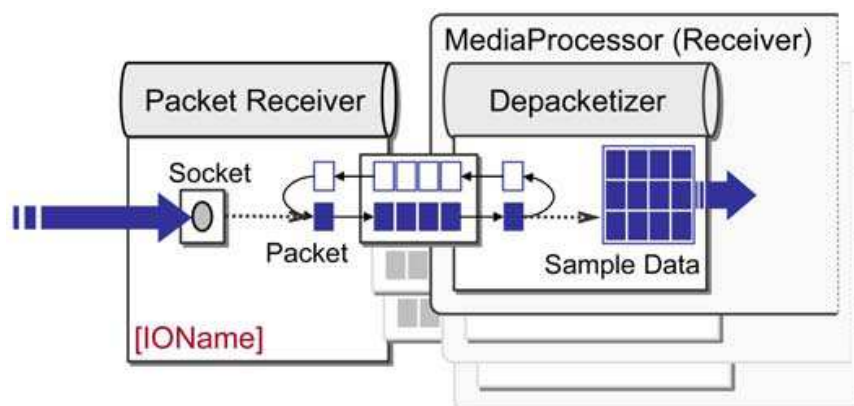 MediaProcessor (Receiver)
Packet Receiver
Depacketizer
Socket
Packet
Sample Data
[IOName]